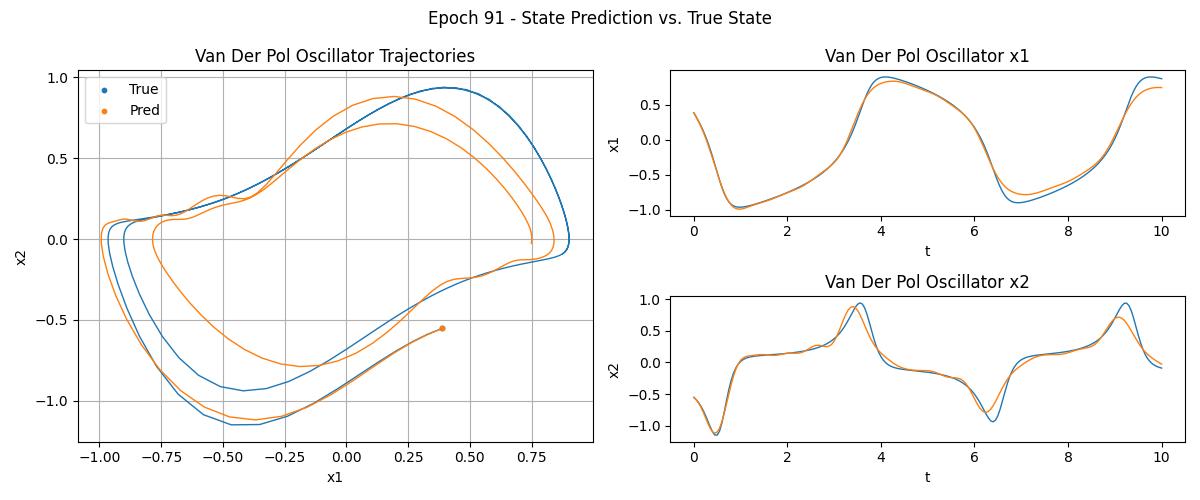 Epoch 91 - State Prediction vs. True State
Van Der Pol Oscillator Trajectories
True
Pred
1.0
0.5
0.0
−0.5
−1.0
x2
−1.00
−0.75
−0.50
−0.25
0.00
0.25
0.50
0.75
x1
Van Der Pol Oscillator x1
0.5
0.0
−0.5
−1.0
x1
0
2
4
6
8
10
t
Van Der Pol Oscillator x2
1.0
0.5
0.0
−0.5
−1.0
x2
0
2
4
6
8
10
t